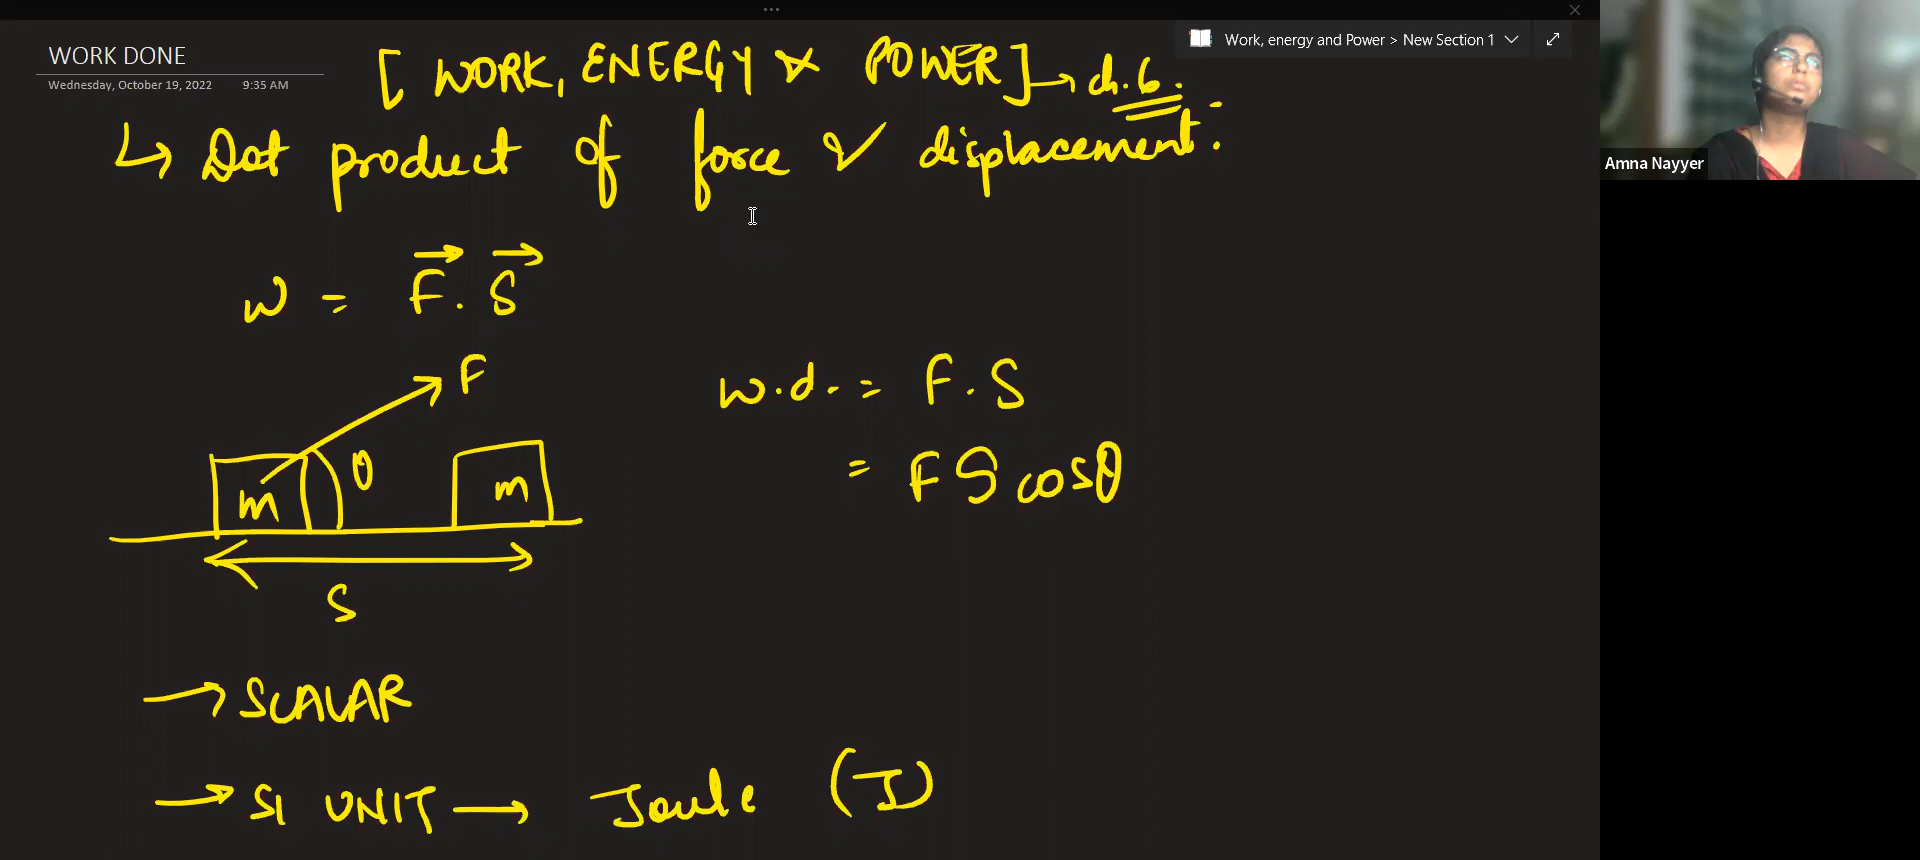 WORK DONE
Wednesday, October 19, 2022 9:35 AM
Work, energy and Power > New Section 1
Amna Nayyer
[ WORK, ENERGY & POWER] → ch. 6.
↳ Dot product of force & displacement:
W = F⃗ . S⃗
F
θ
m
m
S
w.d. = F . S
= F S cosθ
→ SCALAR
→ SI UNIT → Joule (J)